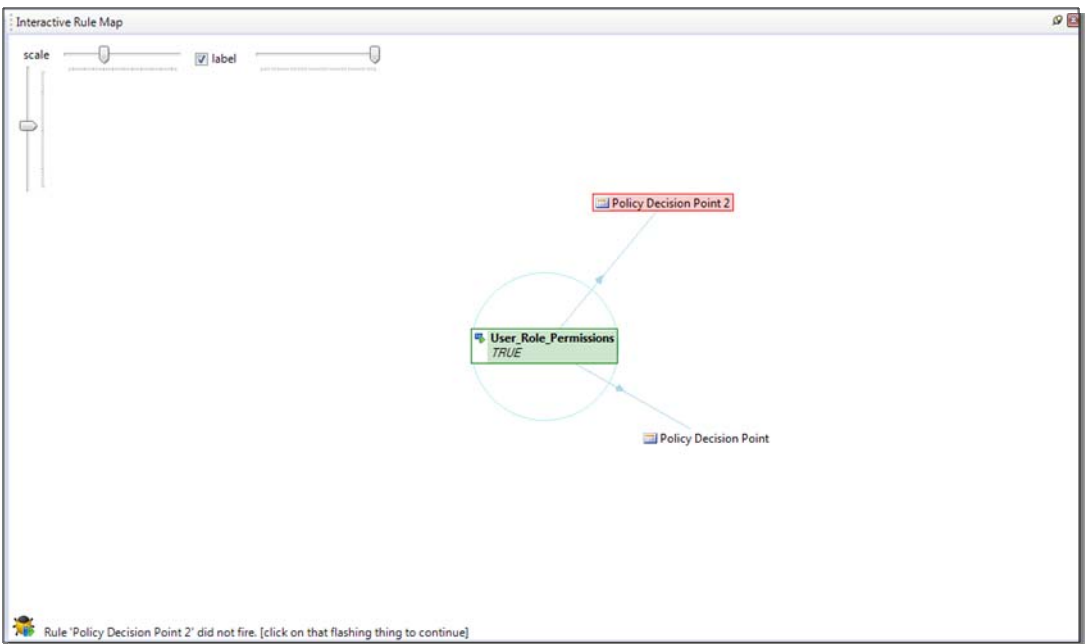 Interactive Rule Map
scale
label
Policy Decision Point 2
User_Role_Permissions
TRUE
Policy Decision Point
Rule 'Policy Decision Point 2' did not fire. [click on that flashing thing to continue]